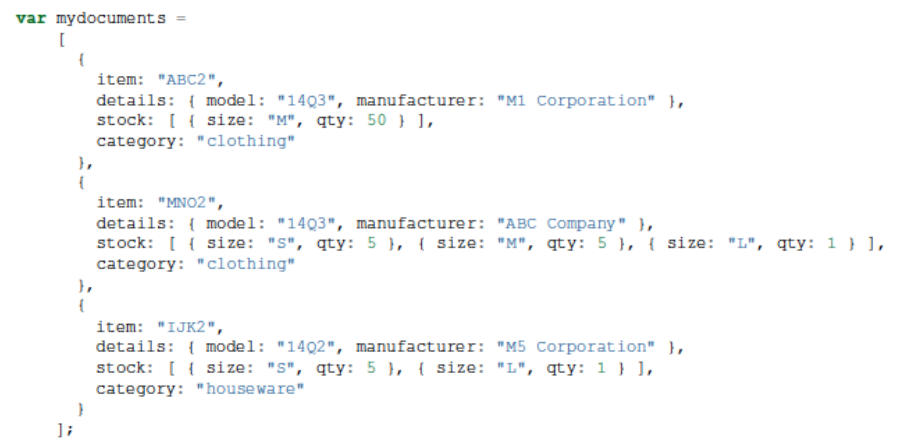 var mydocuments =
[
{
item: "ABC2",
details: { model: "14Q3", manufacturer: "M1 Corporation" },
stock: [ { size: "M", qty: 50 } ],
category: "clothing"
},
{
item: "MNO2",
details: { model: "14Q3", manufacturer: "ABC Company" },
stock: [ { size: "S", qty: 5 }, { size: "M", qty: 5 }, { size: "L", qty: 1 } ],
category: "clothing"
},
{
item: "IJK2",
details: { model: "14Q2", manufacturer: "M5 Corporation" },
stock: [ { size: "S", qty: 5 }, { size: "L", qty: 1 } ],
category: "houseware"
}
];